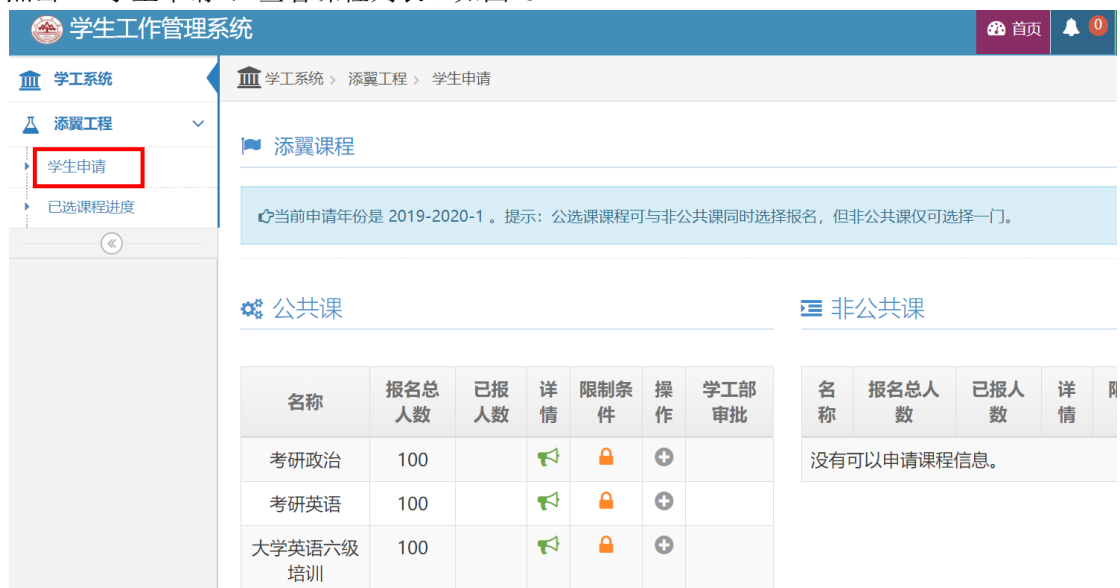 学生工作管理系统
首页
0
学工系统
学工系统 > 添翼工程 > 学生申请
添翼工程
学生申请
已选课程进度
添翼课程
当前申请年份是 2019-2020-1 。提示：公选课课程可与非公共课同时选择报名，但非公共课仅可选择一门。
公共课
名称 报名总人数 已报人数 详情 限制条件 操作 学工部审批
考研政治 100
考研英语 100
大学英语六级
培训 100
非公共课
名称 报名总人数 已报人数 详情
没有可以申请课程信息。